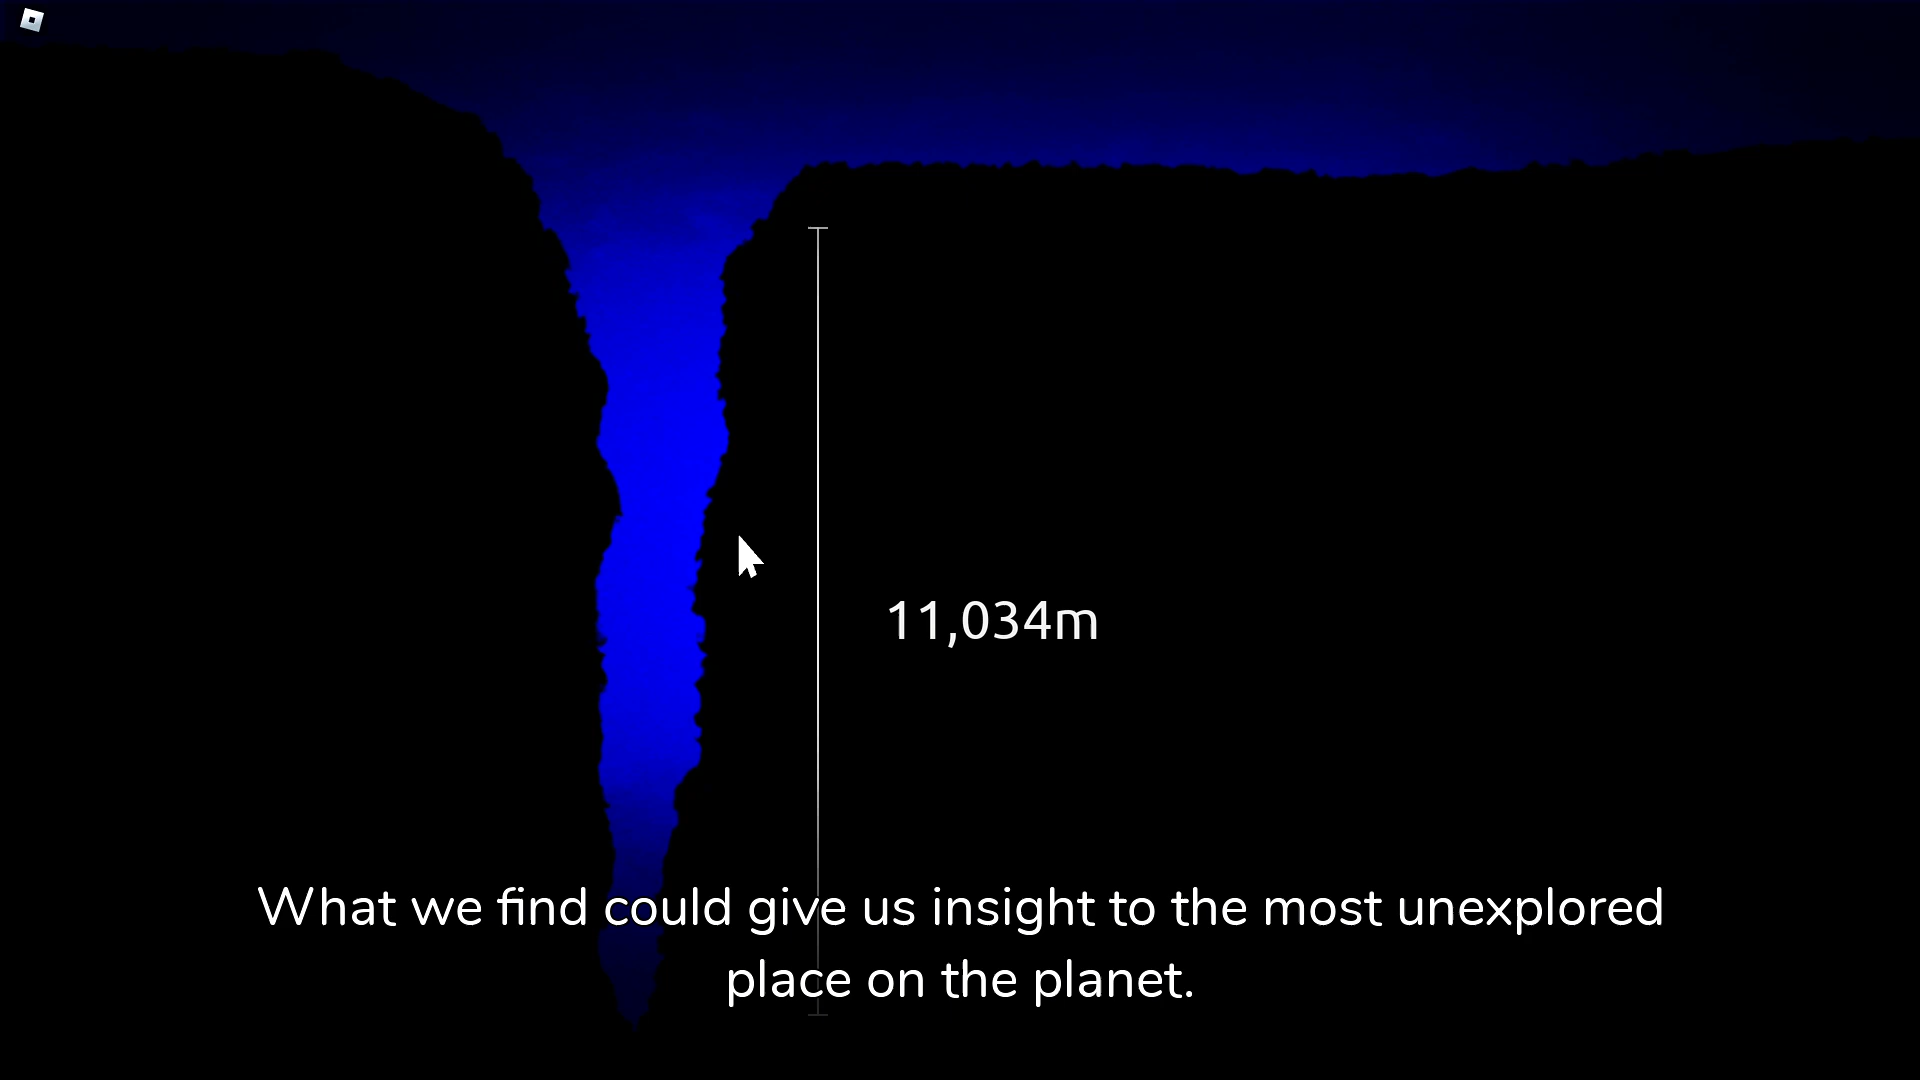 11,034m
What we find could give us insight to the most unexplored
place on the planet.